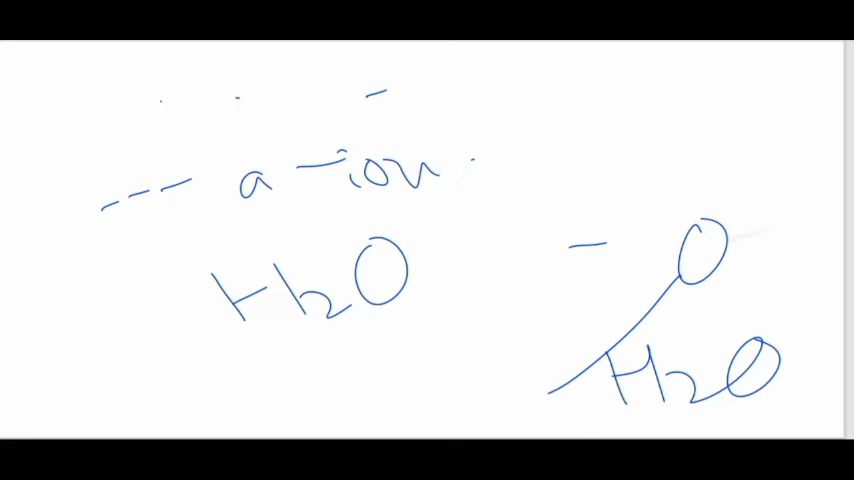 --- a -ion.
H2O
- O
H2O